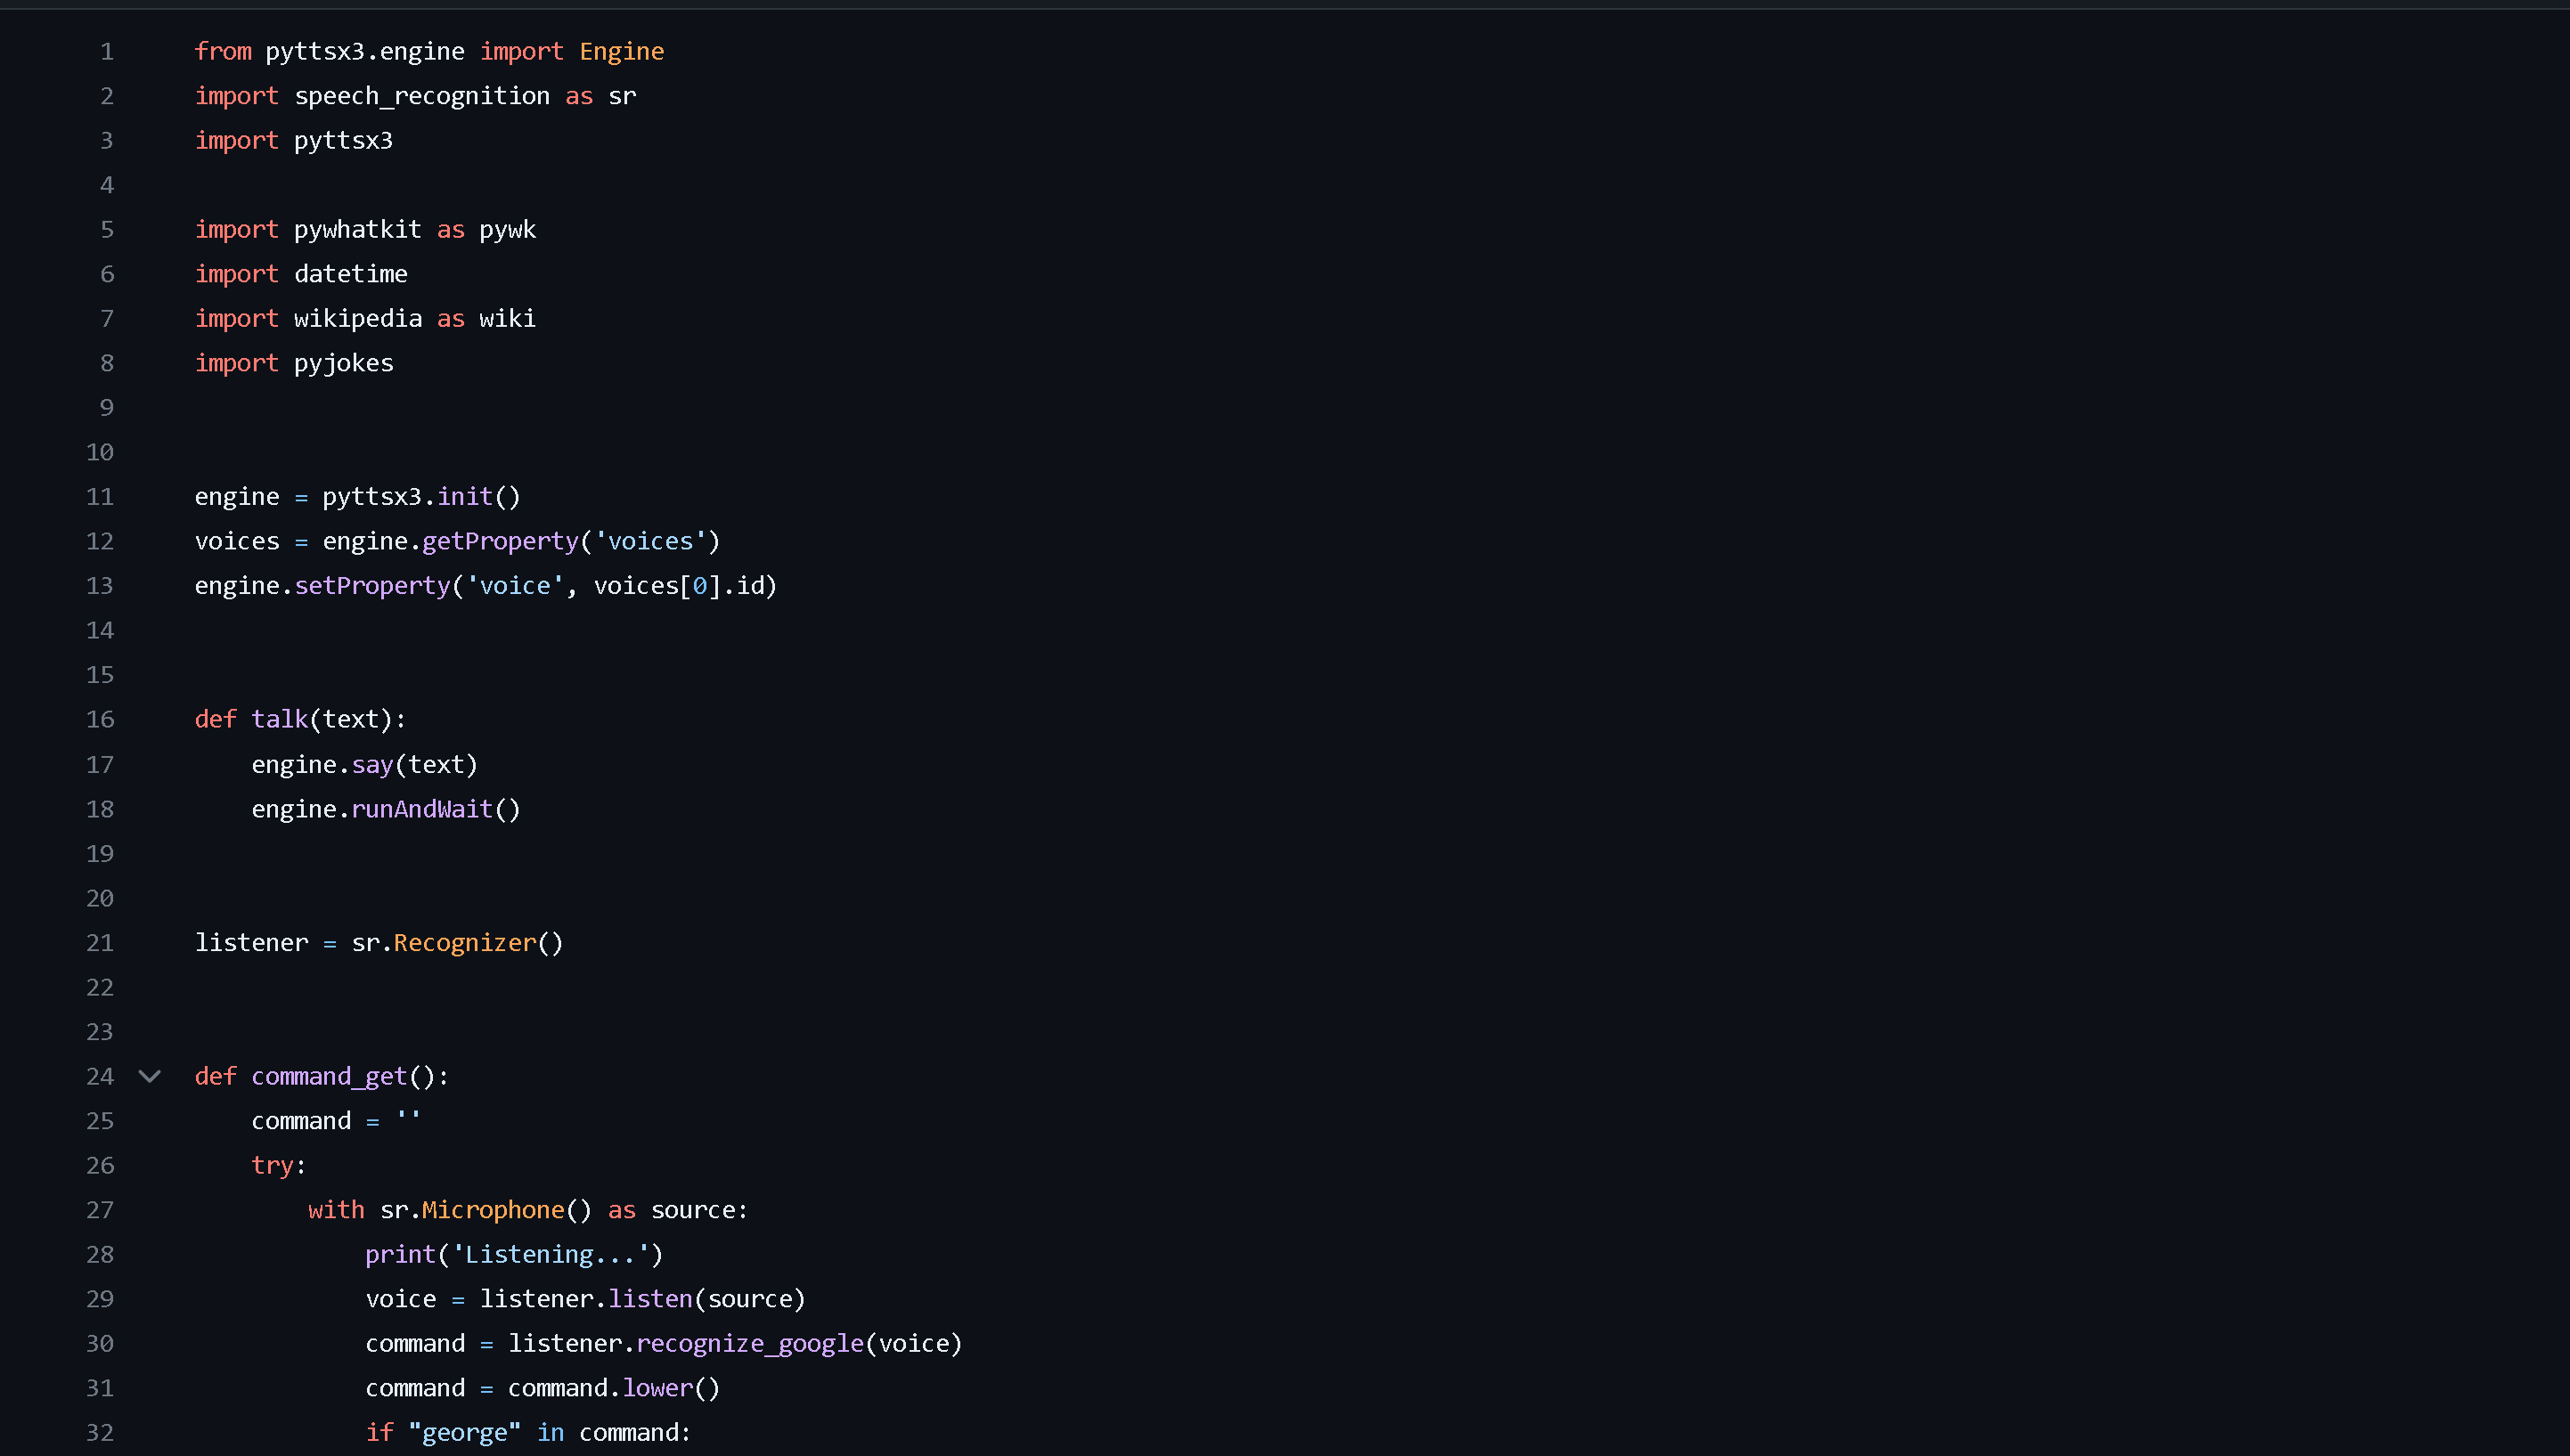 1 from pyttsx3.engine import Engine
2 import speech_recognition as sr
3 import pyttsx3
4
5 import pywhatkit as pywk
6 import datetime
7 import wikipedia as wiki
8 import pyjokes
9
10
11 engine = pyttsx3.init()
12 voices = engine.getProperty('voices')
13 engine.setProperty('voice', voices[0].id)
14
15
16 def talk(text):
17     engine.say(text)
18     engine.runAndWait()
19
20
21 listener = sr.Recognizer()
22
23
24 def command_get():
25     command = ''
26     try:
27         with sr.Microphone() as source:
28             print('Listening...')
29             voice = listener.listen(source)
30             command = listener.recognize_google(voice)
31             command = command.lower()
32             if "george" in command: